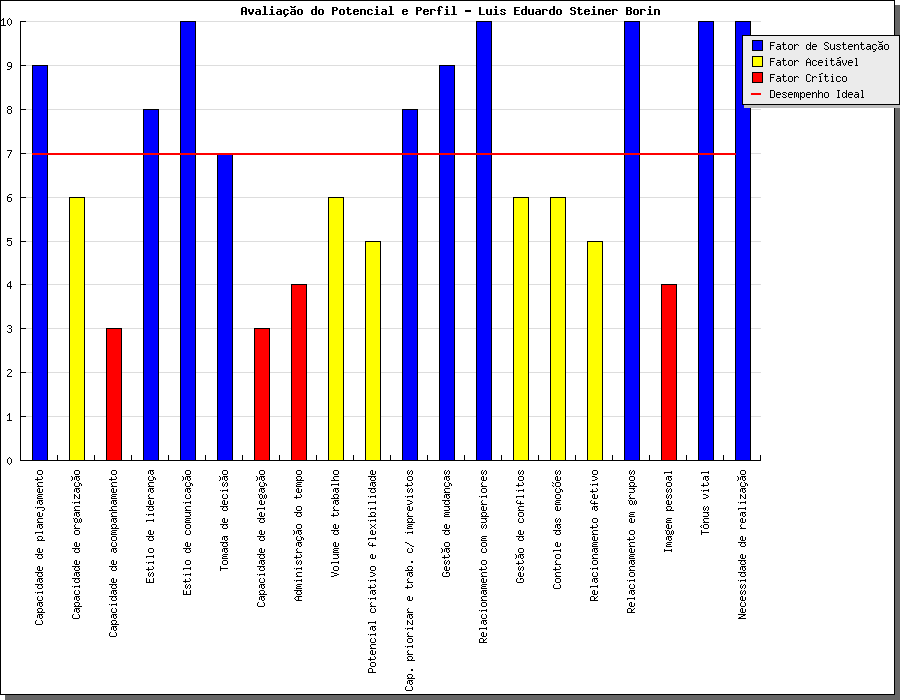 Avaliação do Potencial e Perfil - Luis Eduardo Steiner Borin
Fator de Sustentação
Fator Aceitável
Fator Crítico
Desempenho Ideal
10
9
8
7
6
5
4
3
2
1
0
Capacidade de planejamento
Capacidade de organização
Capacidade de acompanhamento
Estilo de liderança
Estilo de comunicação
Tomada de decisão
Capacidade de delegação
Administração do tempo
Volume de trabalho
Potencial criativo e flexibilidade
Cap. priorizar e trab. c/ imprevistos
Gestão de mudanças
Relacionamento com superiores
Gestão de conflitos
Controle das emoções
Relacionamento afetivo
Relacionamento em grupos
Imagem pessoal
Tônus vital
Necessidade de realização